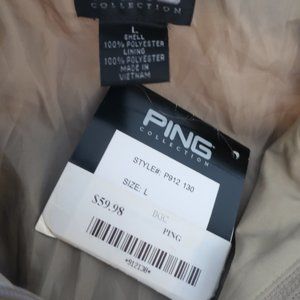 COLLECTION
L
SHELL
100% POLYESTER
LINING
100% POLYESTER
MADE IN
VIETNAM
PING
COLLECTION
STYLE#: P912 130
SIZE: L
$59.98
PING
*912130*